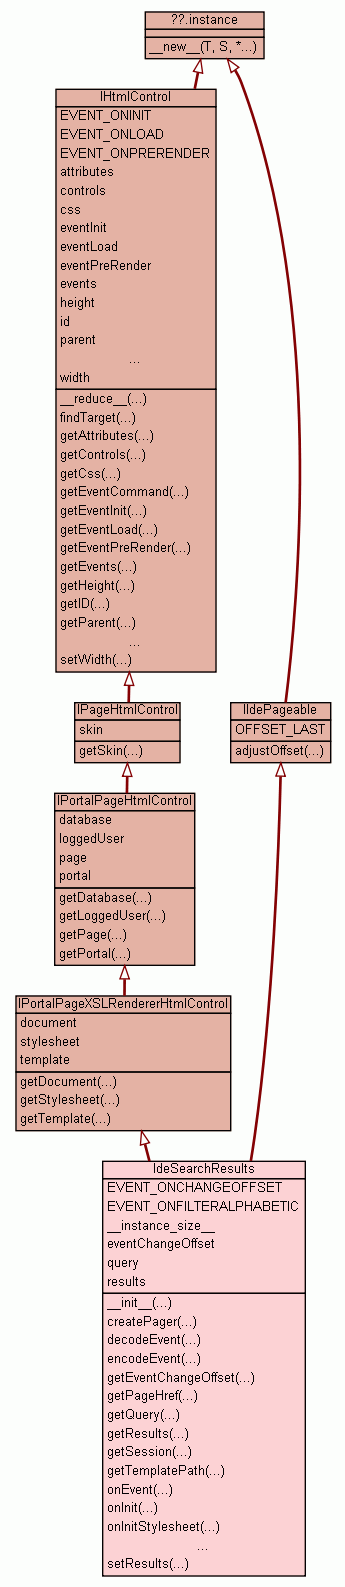 ??.instance
__new__(T, S, *...)
IHtmlControl
EVENT_ONINIT
EVENT_ONLOAD
EVENT_ONPRERENDER
attributes
controls
css
eventInit
eventLoad
eventPreRender
events
height
id
parent
...
width
__reduce__(...)
findTarget(...)
getAttributes(...)
getControls(...)
getCss(...)
getEventCommand(...)
getEventInit(...)
getEventLoad(...)
getEventPreRender(...)
getEvents(...)
getHeight(...)
getID(...)
getParent(...)
...
setWidth(...)
IPageHtmlControl
skin
getSkin(...)
IIdePageable
OFFSET_LAST
adjustOffset(...)
IPortalPageHtmlControl
database
loggedUser
page
portal
getDatabase(...)
getLoggedUser(...)
getPage(...)
getPortal(...)
IPortalPageXSLRendererHtmlControl
document
stylesheet
template
getDocument(...)
getStylesheet(...)
getTemplate(...)
IdeSearchResults
EVENT_ONCHANGEOFFSET
EVENT_ONFILTERALPHABETIC
__instance_size__
eventChangeOffset
query
results
__init__(...)
createPager(...)
decodeEvent(...)
encodeEvent(...)
getEventChangeOffset(...)
getPageHref(...)
getQuery(...)
getResults(...)
getSession(...)
getTemplatePath(...)
onEvent(...)
onInit(...)
onInitStylesheet(...)
...
setResults(...)